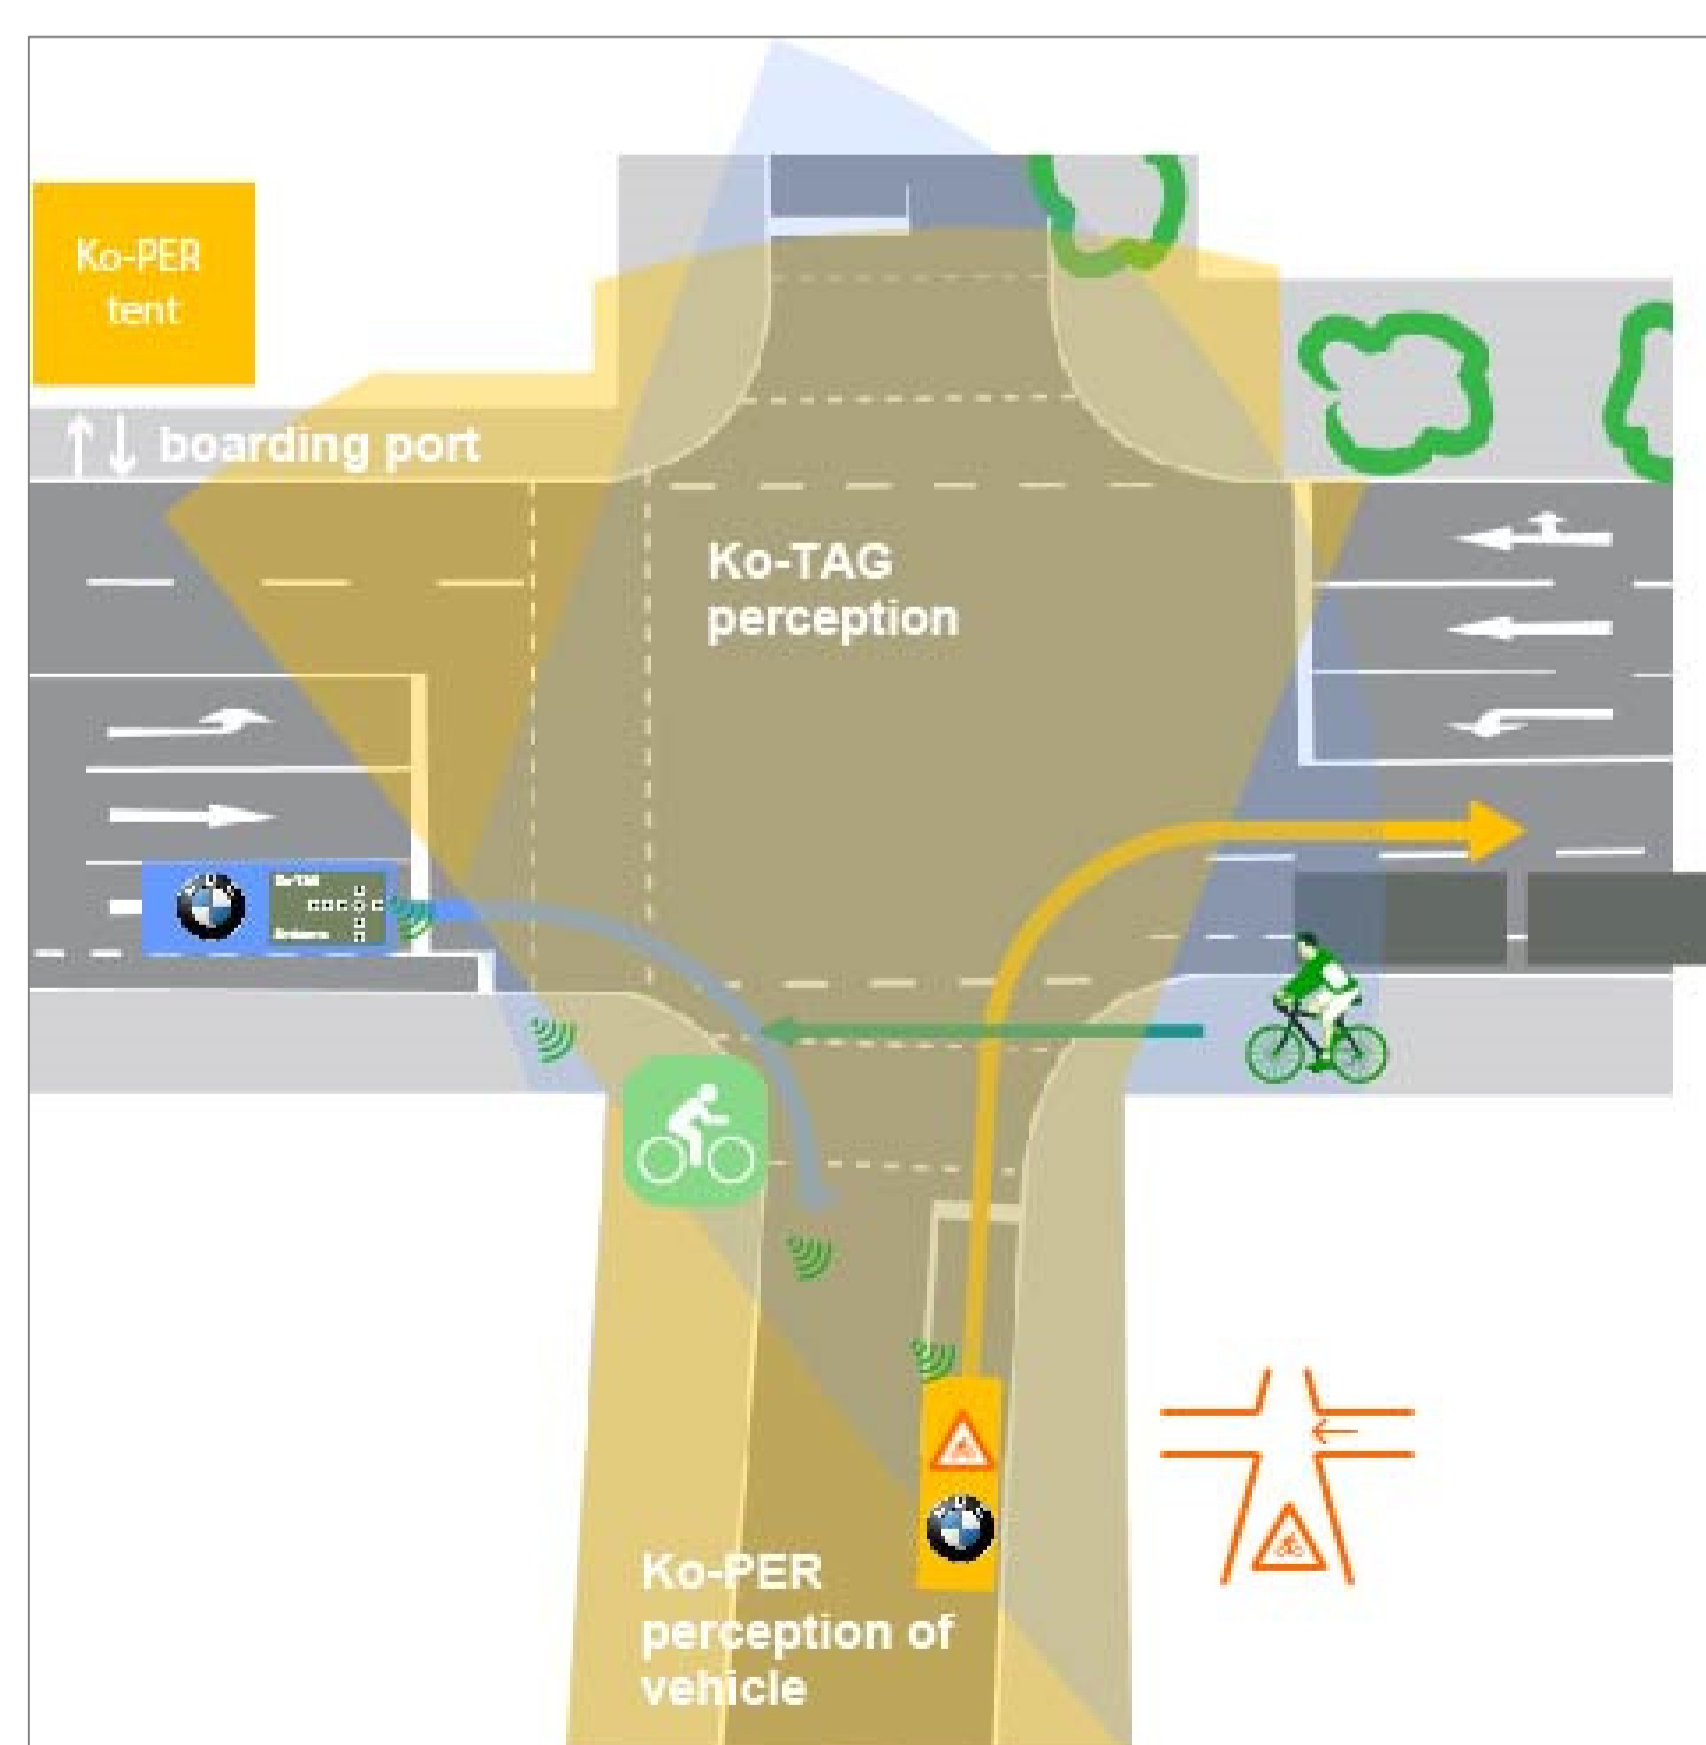 Ko-PER
tent
boarding port
Ko-TAG
perception
Ko-PER
perception of
vehicle